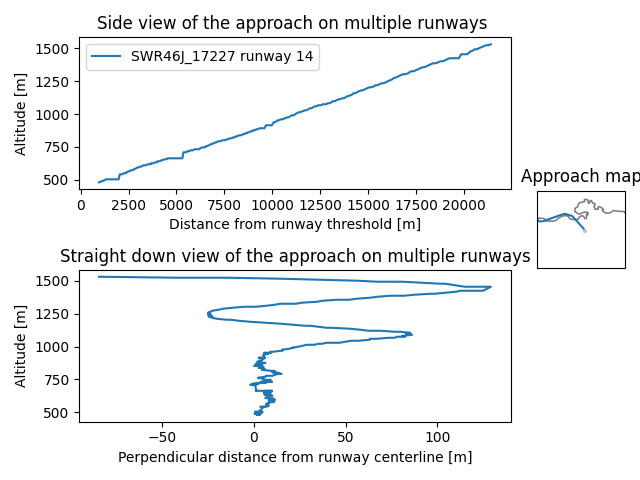 Side view of the approach on multiple runways
Altitude [m]
1500
1250
1000
750
500
SWR46J_17227 runway 14
0 2500 5000 7500 10000 12500 15000 17500 20000
Distance from runway threshold [m]
Approach map
Straight down view of the approach on multiple runways
Altitude [m]
1500
1250
1000
750
500
−50 0 50 100
Perpendicular distance from runway centerline [m]